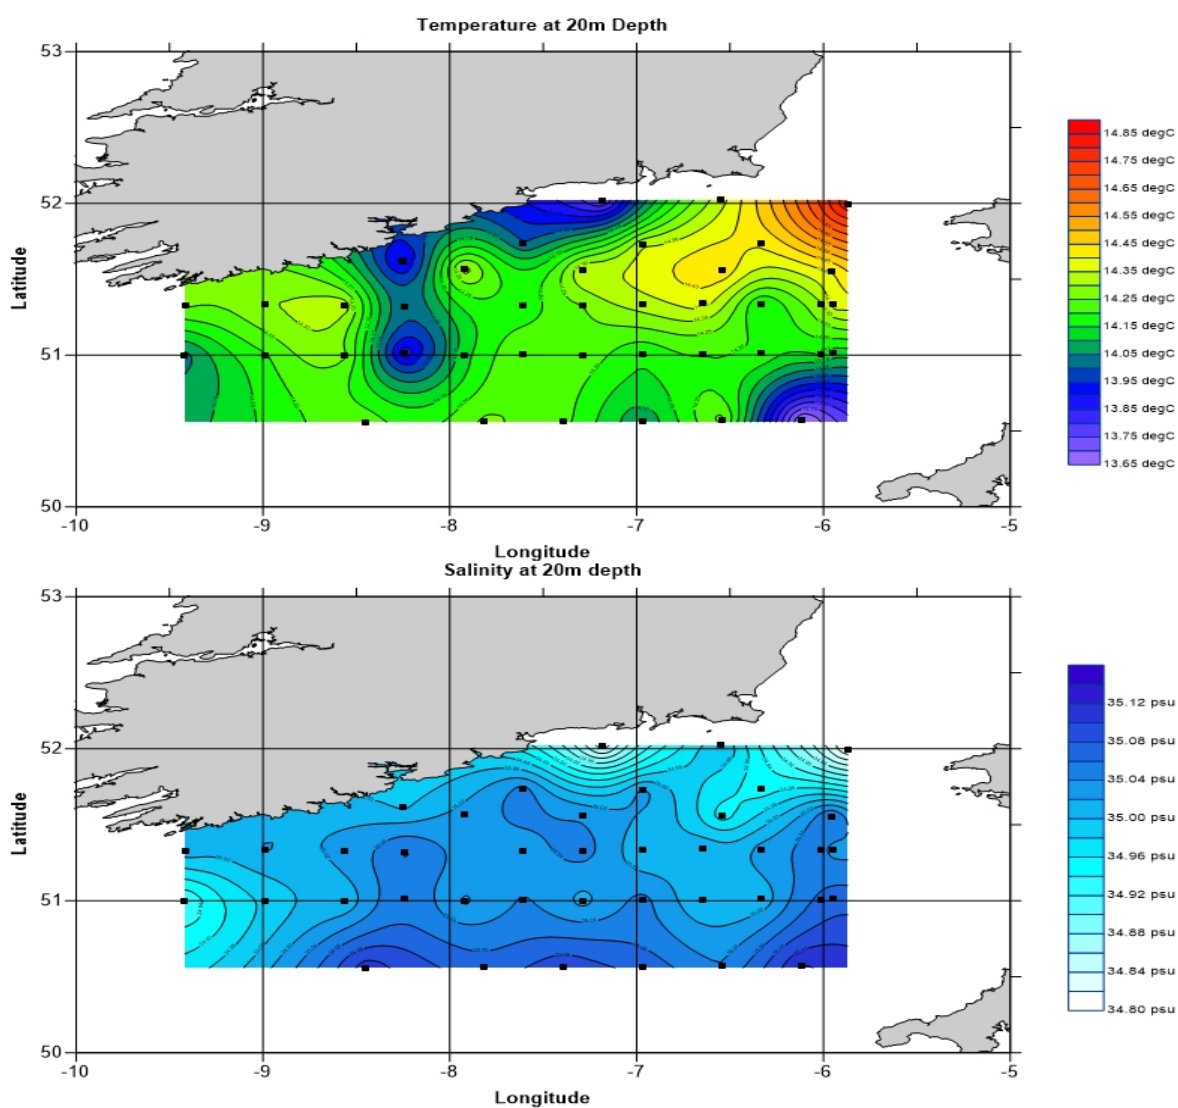 Temperature at 20m Depth
53
52
51
50
Latitude
-10
-9
-8
-7
-6
-5
Longitude
14.85 degC
14.75 degC
14.65 degC
14.55 degC
14.45 degC
14.35 degC
14.25 degC
14.15 degC
14.05 degC
13.95 degC
13.85 degC
13.75 degC
13.65 degC
Salinity at 20m depth
53
52
51
50
Latitude
-10
-9
-8
-7
-6
-5
Longitude
35.12 psu
35.08 psu
35.04 psu
35.00 psu
34.96 psu
34.92 psu
34.88 psu
34.84 psu
34.80 psu